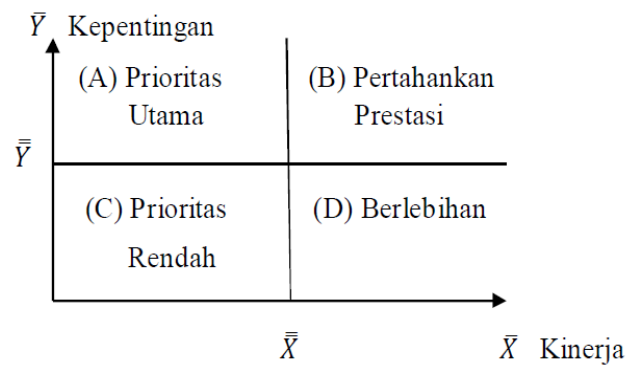 Ȳ Kepentingan
(A) Prioritas
Utama
(B) Pertahankan
Prestasi
Y̿
(C) Prioritas
Rendah
(D) Berlebihan
X̿
X̄ Kinerja